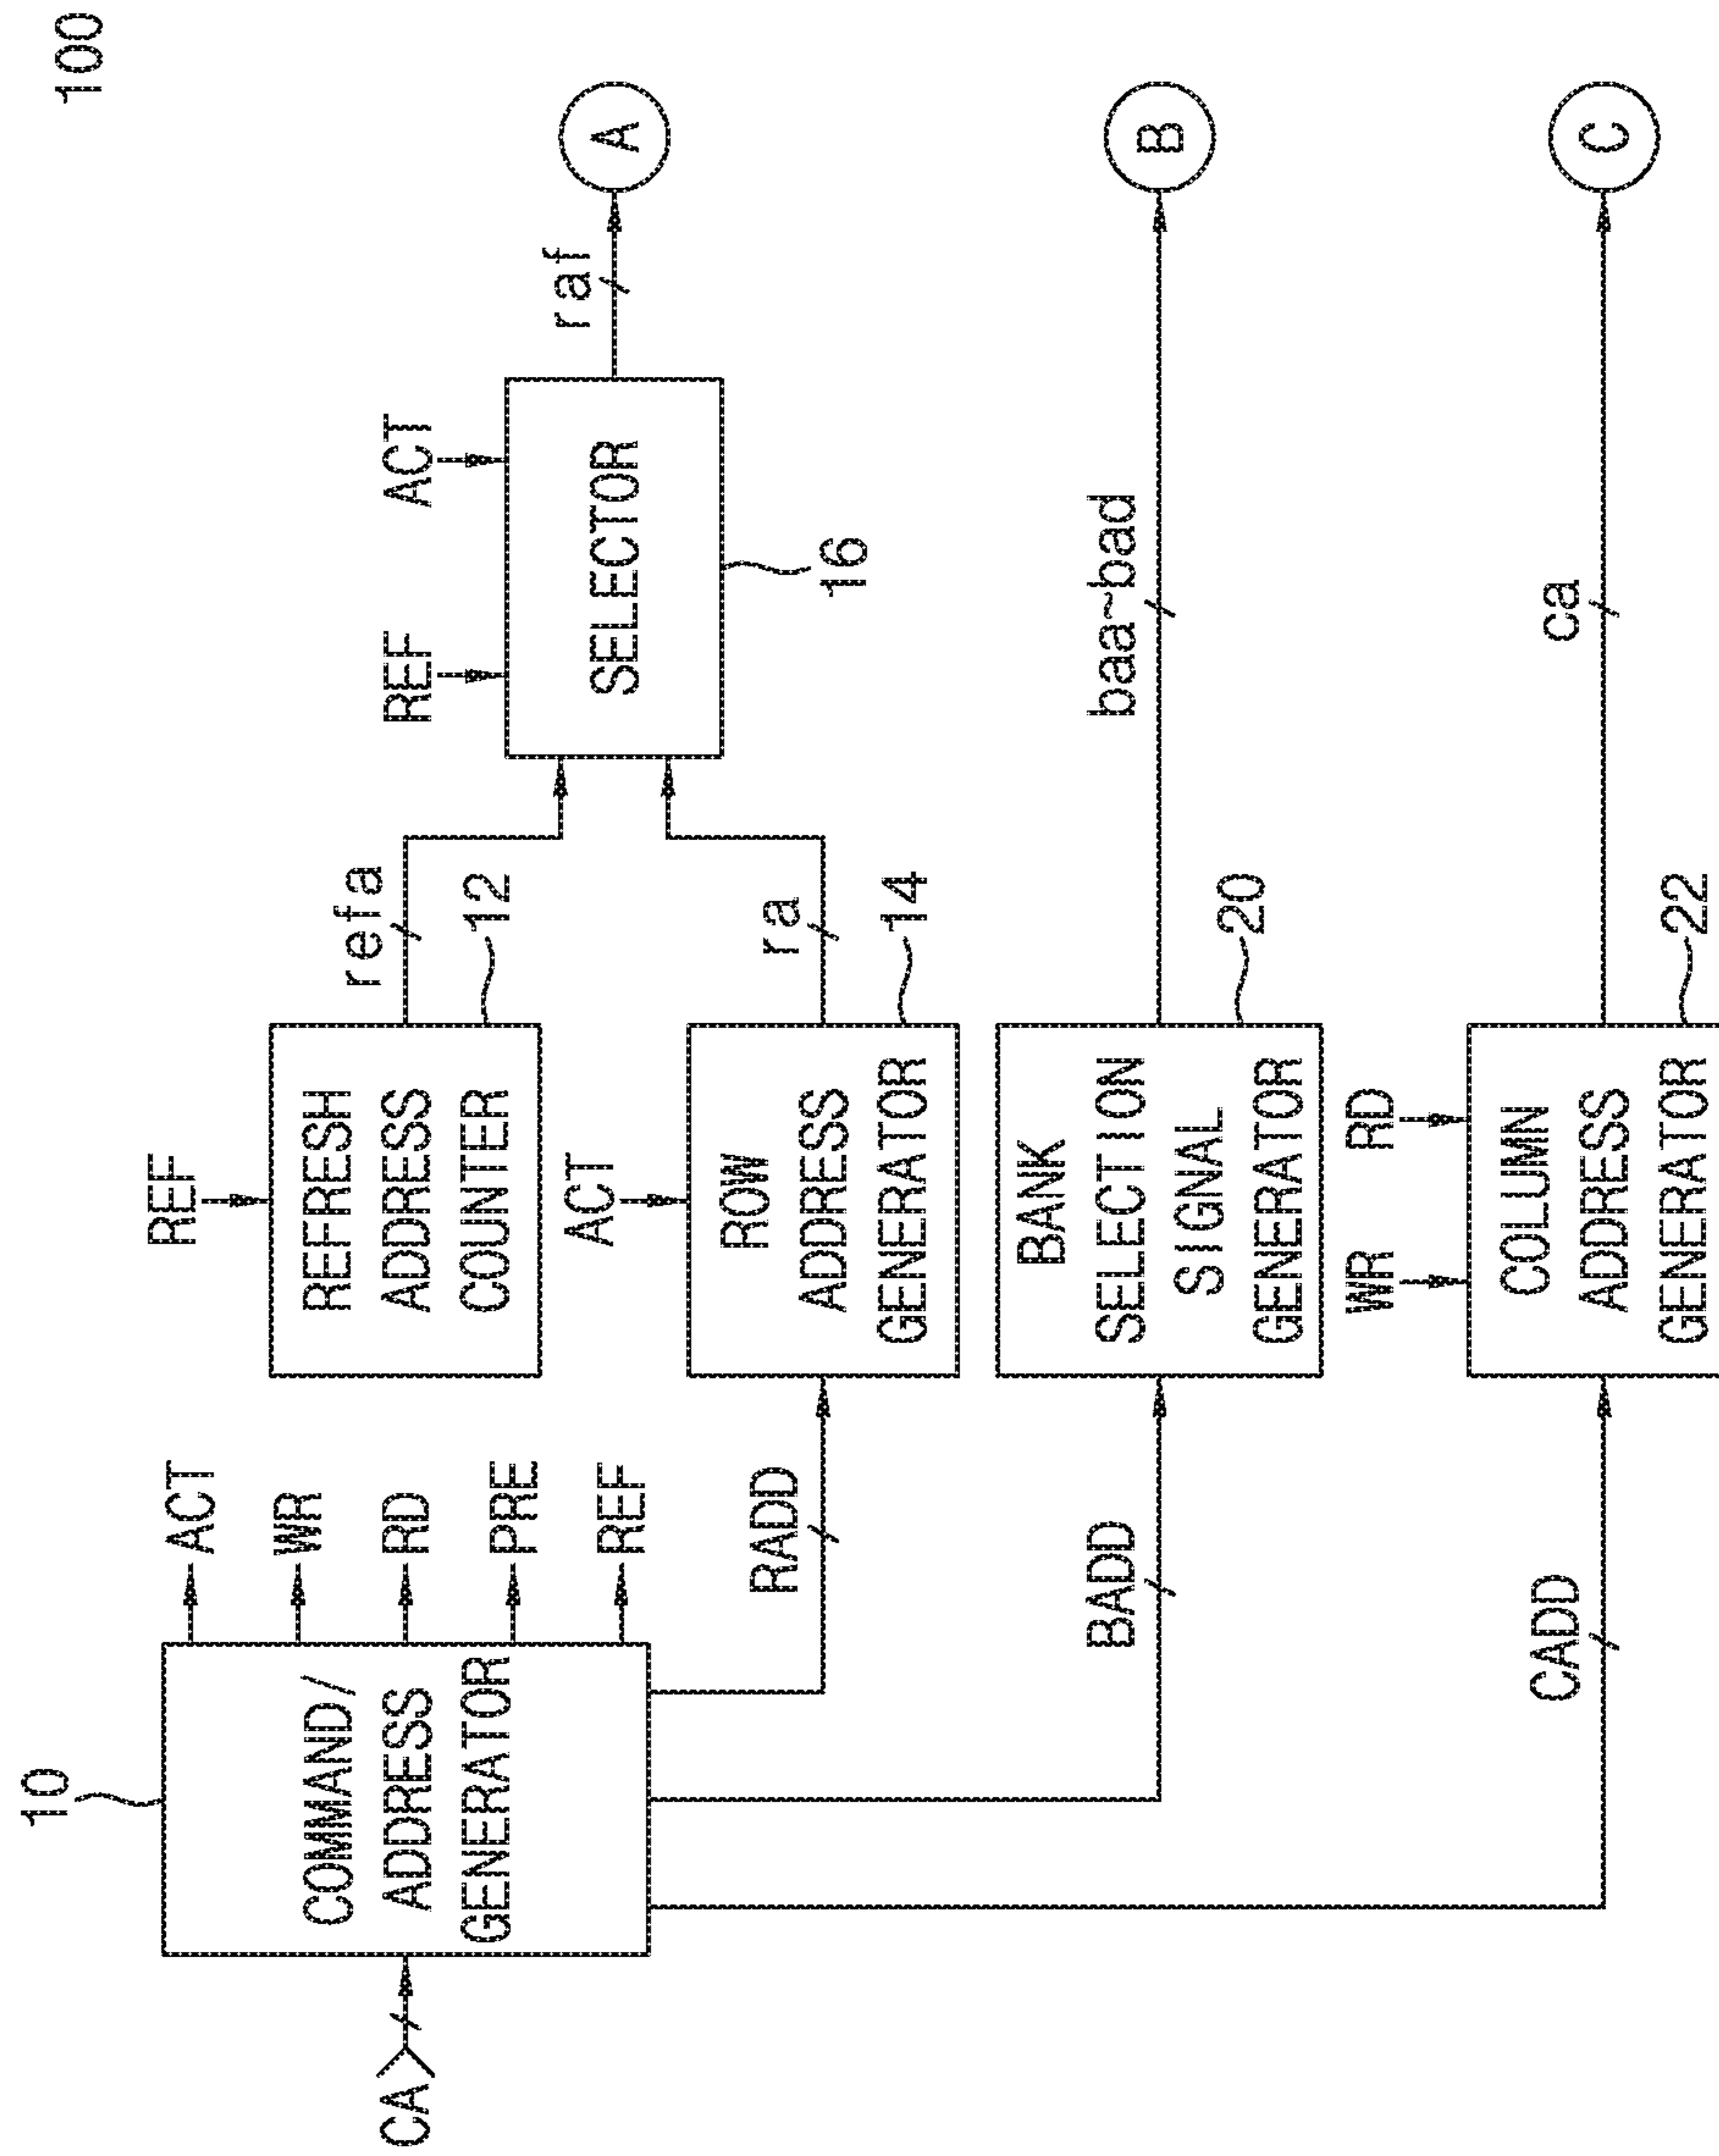 100
10
CA
COMMAND/
ADDRESS
GENERATOR
ACT
WR
RD
PRE
REF
RADD
BADD
CADD
REF
REFRESH
ADDRESS
COUNTER
12
refa
ACT
ROW
ADDRESS
GENERATOR
14
ra
REF
ACT
SELECTOR
16
raf
A
BANK
SELECTION
SIGNAL
GENERATOR
20
baa~bad
B
WR
RD
COLUMN
ADDRESS
GENERATOR
22
ca
C